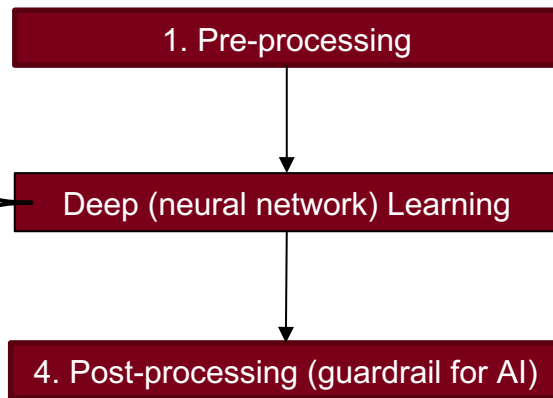 1. Pre-processing
Deep (neural network) Learning
4. Post-processing (guardrail for AI)